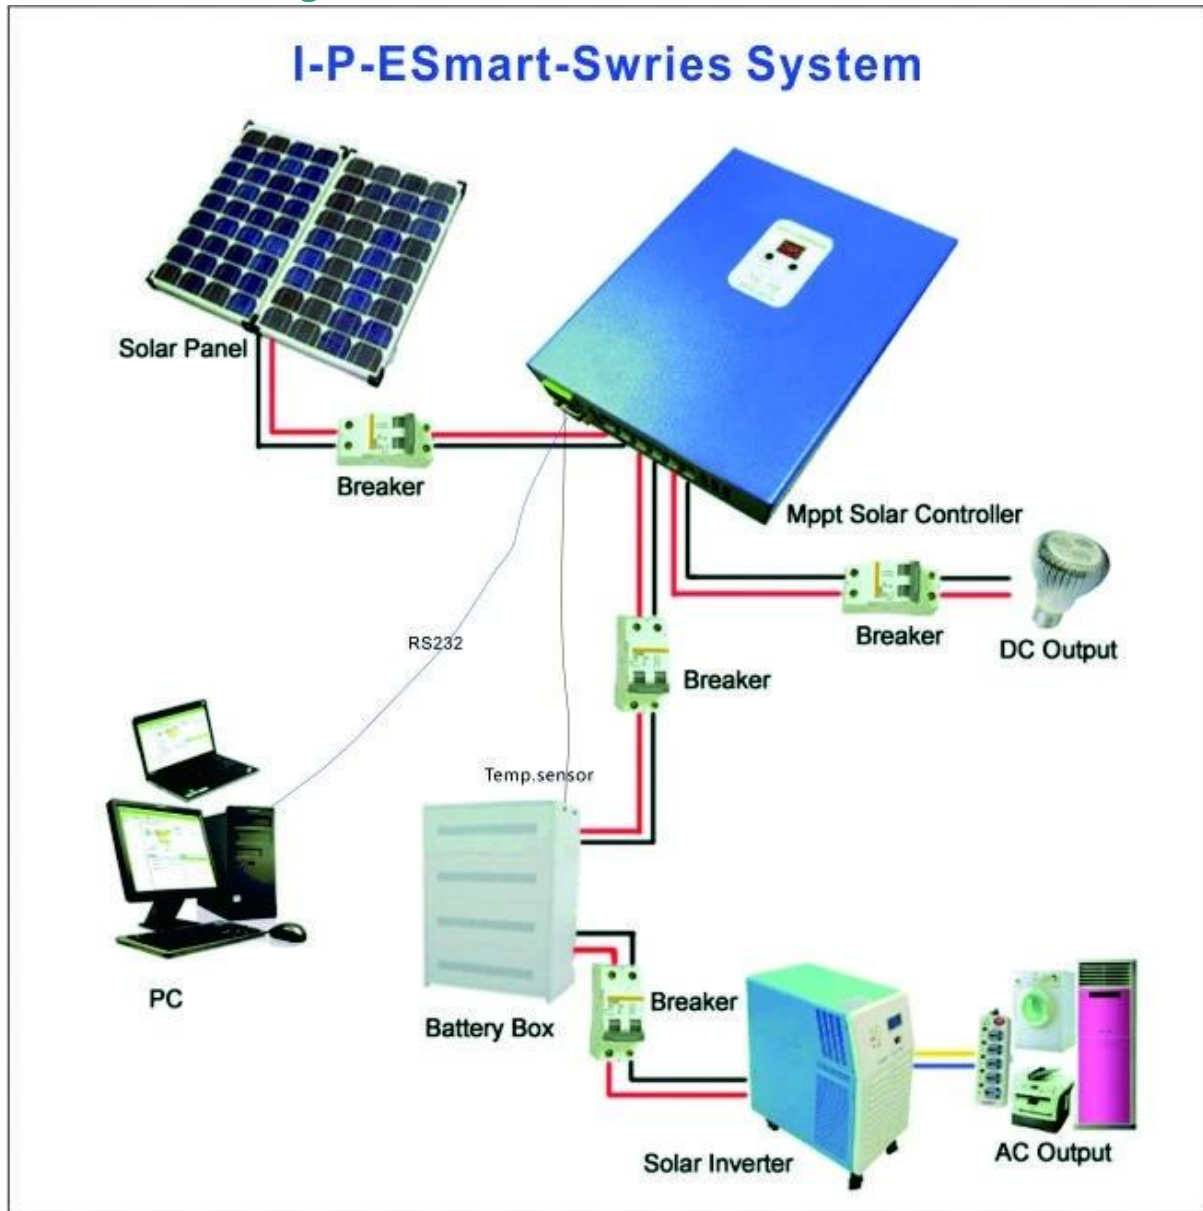 I-P-ESmart-Swries System
Solar Panel
Breaker
Mppt Solar Controller
Breaker
DC Output
RS232
Breaker
Temp.sensor
PC
Battery Box
Breaker
Solar Inverter
AC Output